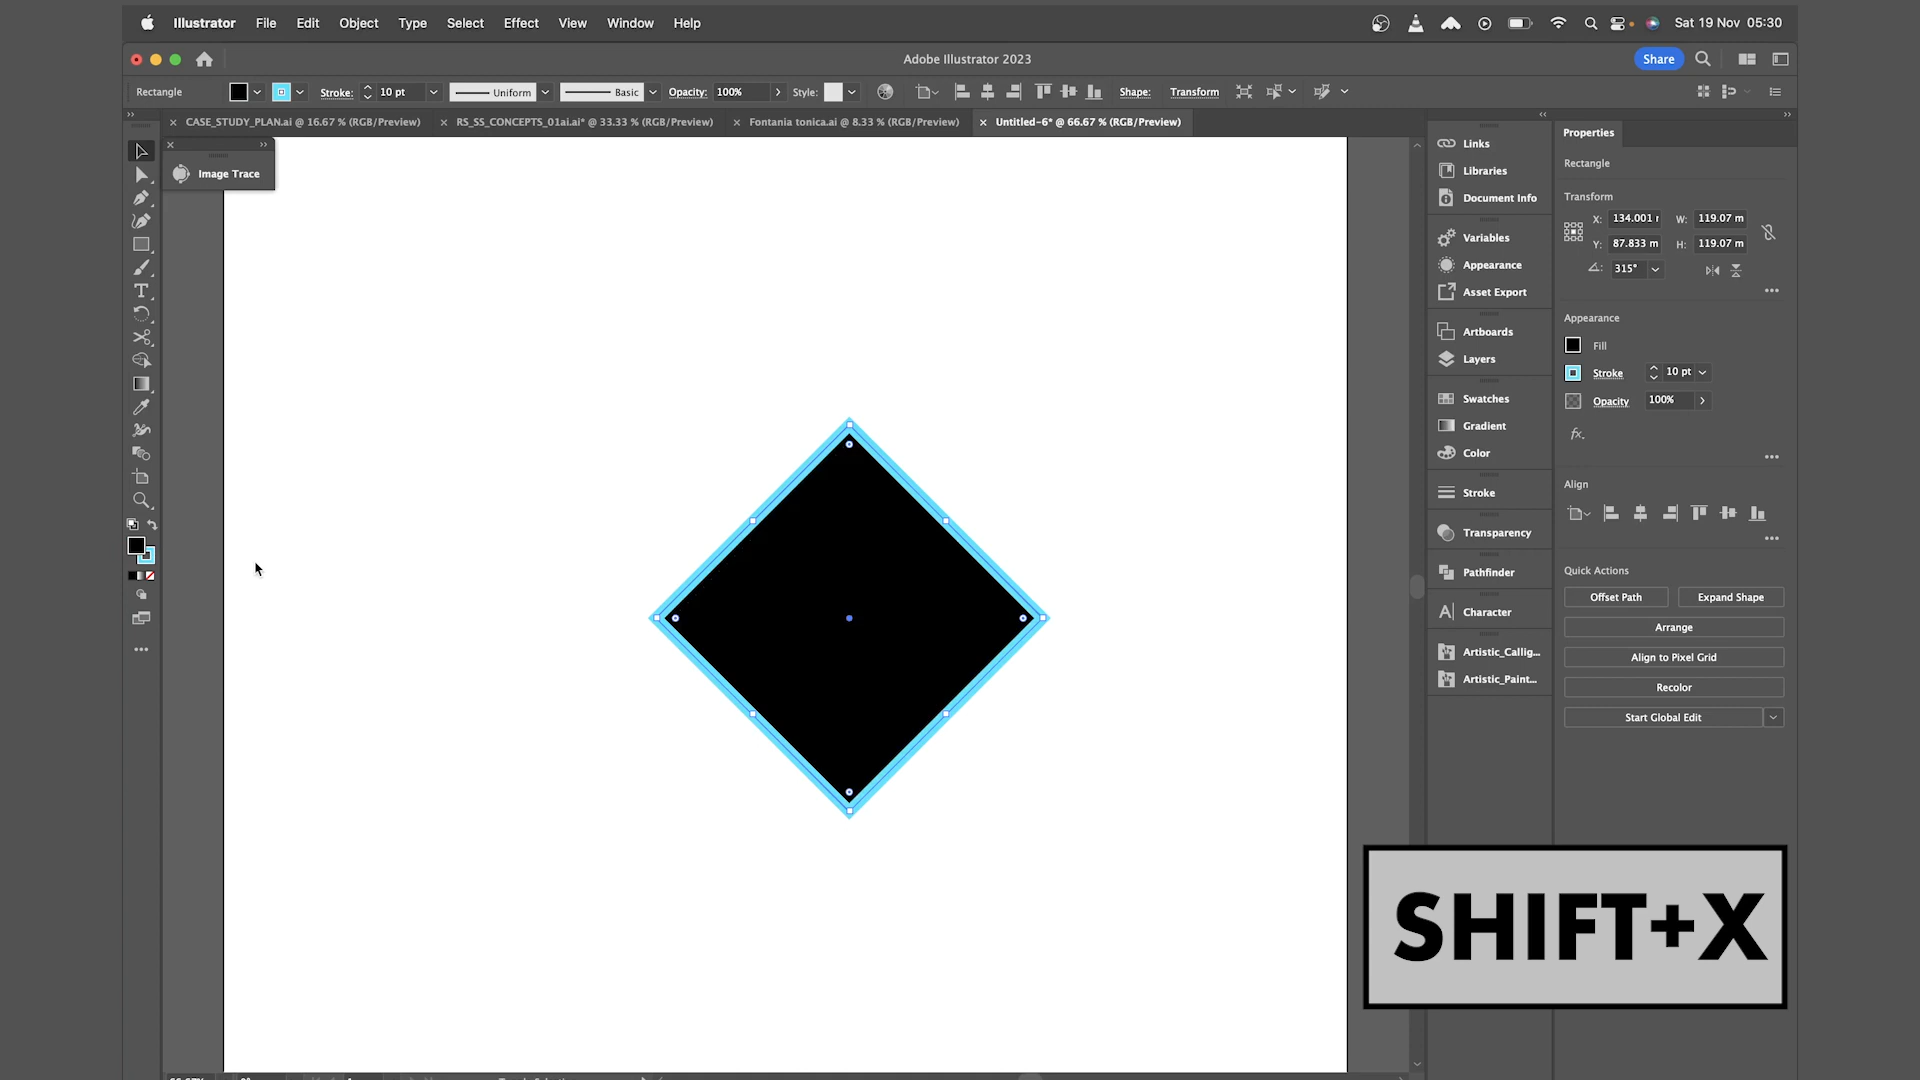 Illustrator File Edit Object Type Select Effect View Window Help
Sat 19 Nov 05:30
Adobe Illustrator 2023
Share
Rectangle
Stroke: 10 pt
Uniform
Basic
Opacity: 100%
Style:
Shape:
Transform
CASE_STUDY_PLAN.ai @ 16.67 % (RGB/Preview)
RS_SS_CONCEPTS_01ai.ai* @ 33.33 % (RGB/Preview)
Fontania tonica.ai @ 8.33 % (RGB/Preview)
Untitled-6* @ 66.67 % (RGB/Preview)
Image Trace
Links
Libraries
Document Info
Variables
Appearance
Asset Export
Artboards
Layers
Swatches
Gradient
Color
Stroke
Transparency
Pathfinder
Character
Artistic_Callig...
Artistic_Paint...
Properties
Rectangle
Transform
X: 134.001 W: 119.07 m
Y: 87.833 m H: 119.07 m
315°
Appearance
Fill
Stroke 10 pt
Opacity 100%
fx.
Align
Quick Actions
Offset Path Expand Shape
Arrange
Align to Pixel Grid
Recolor
Start Global Edit
SHIFT+X